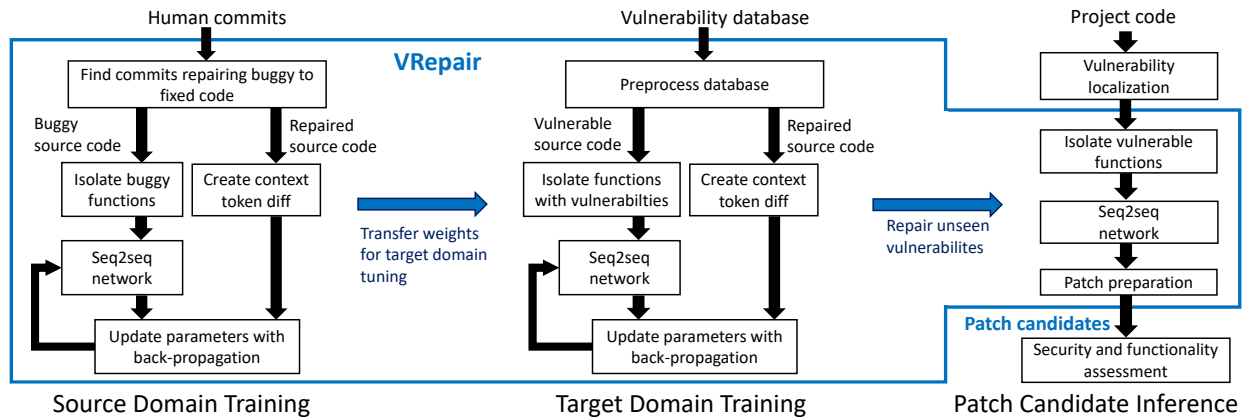 Human commits
Vulnerability database
Project code
VRepair
Find commits repairing buggy to
fixed code
Buggy
source code
Repaired
source code
Isolate buggy
functions
Create context
token diff
Seq2seq
network
Update parameters with
back-propagation
Source Domain Training
Transfer weights
for target domain
tuning
Preprocess database
Vulnerable
source code
Repaired
source code
Isolate functions
with vulnerabilties
Create context
token diff
Seq2seq
network
Update parameters with
back-propagation
Target Domain Training
Repair unseen
vulnerabilites
Vulnerability
localization
Isolate vulnerable
functions
Seq2seq
network
Patch preparation
Patch candidates
Security and functionality
assessment
Patch Candidate Inference